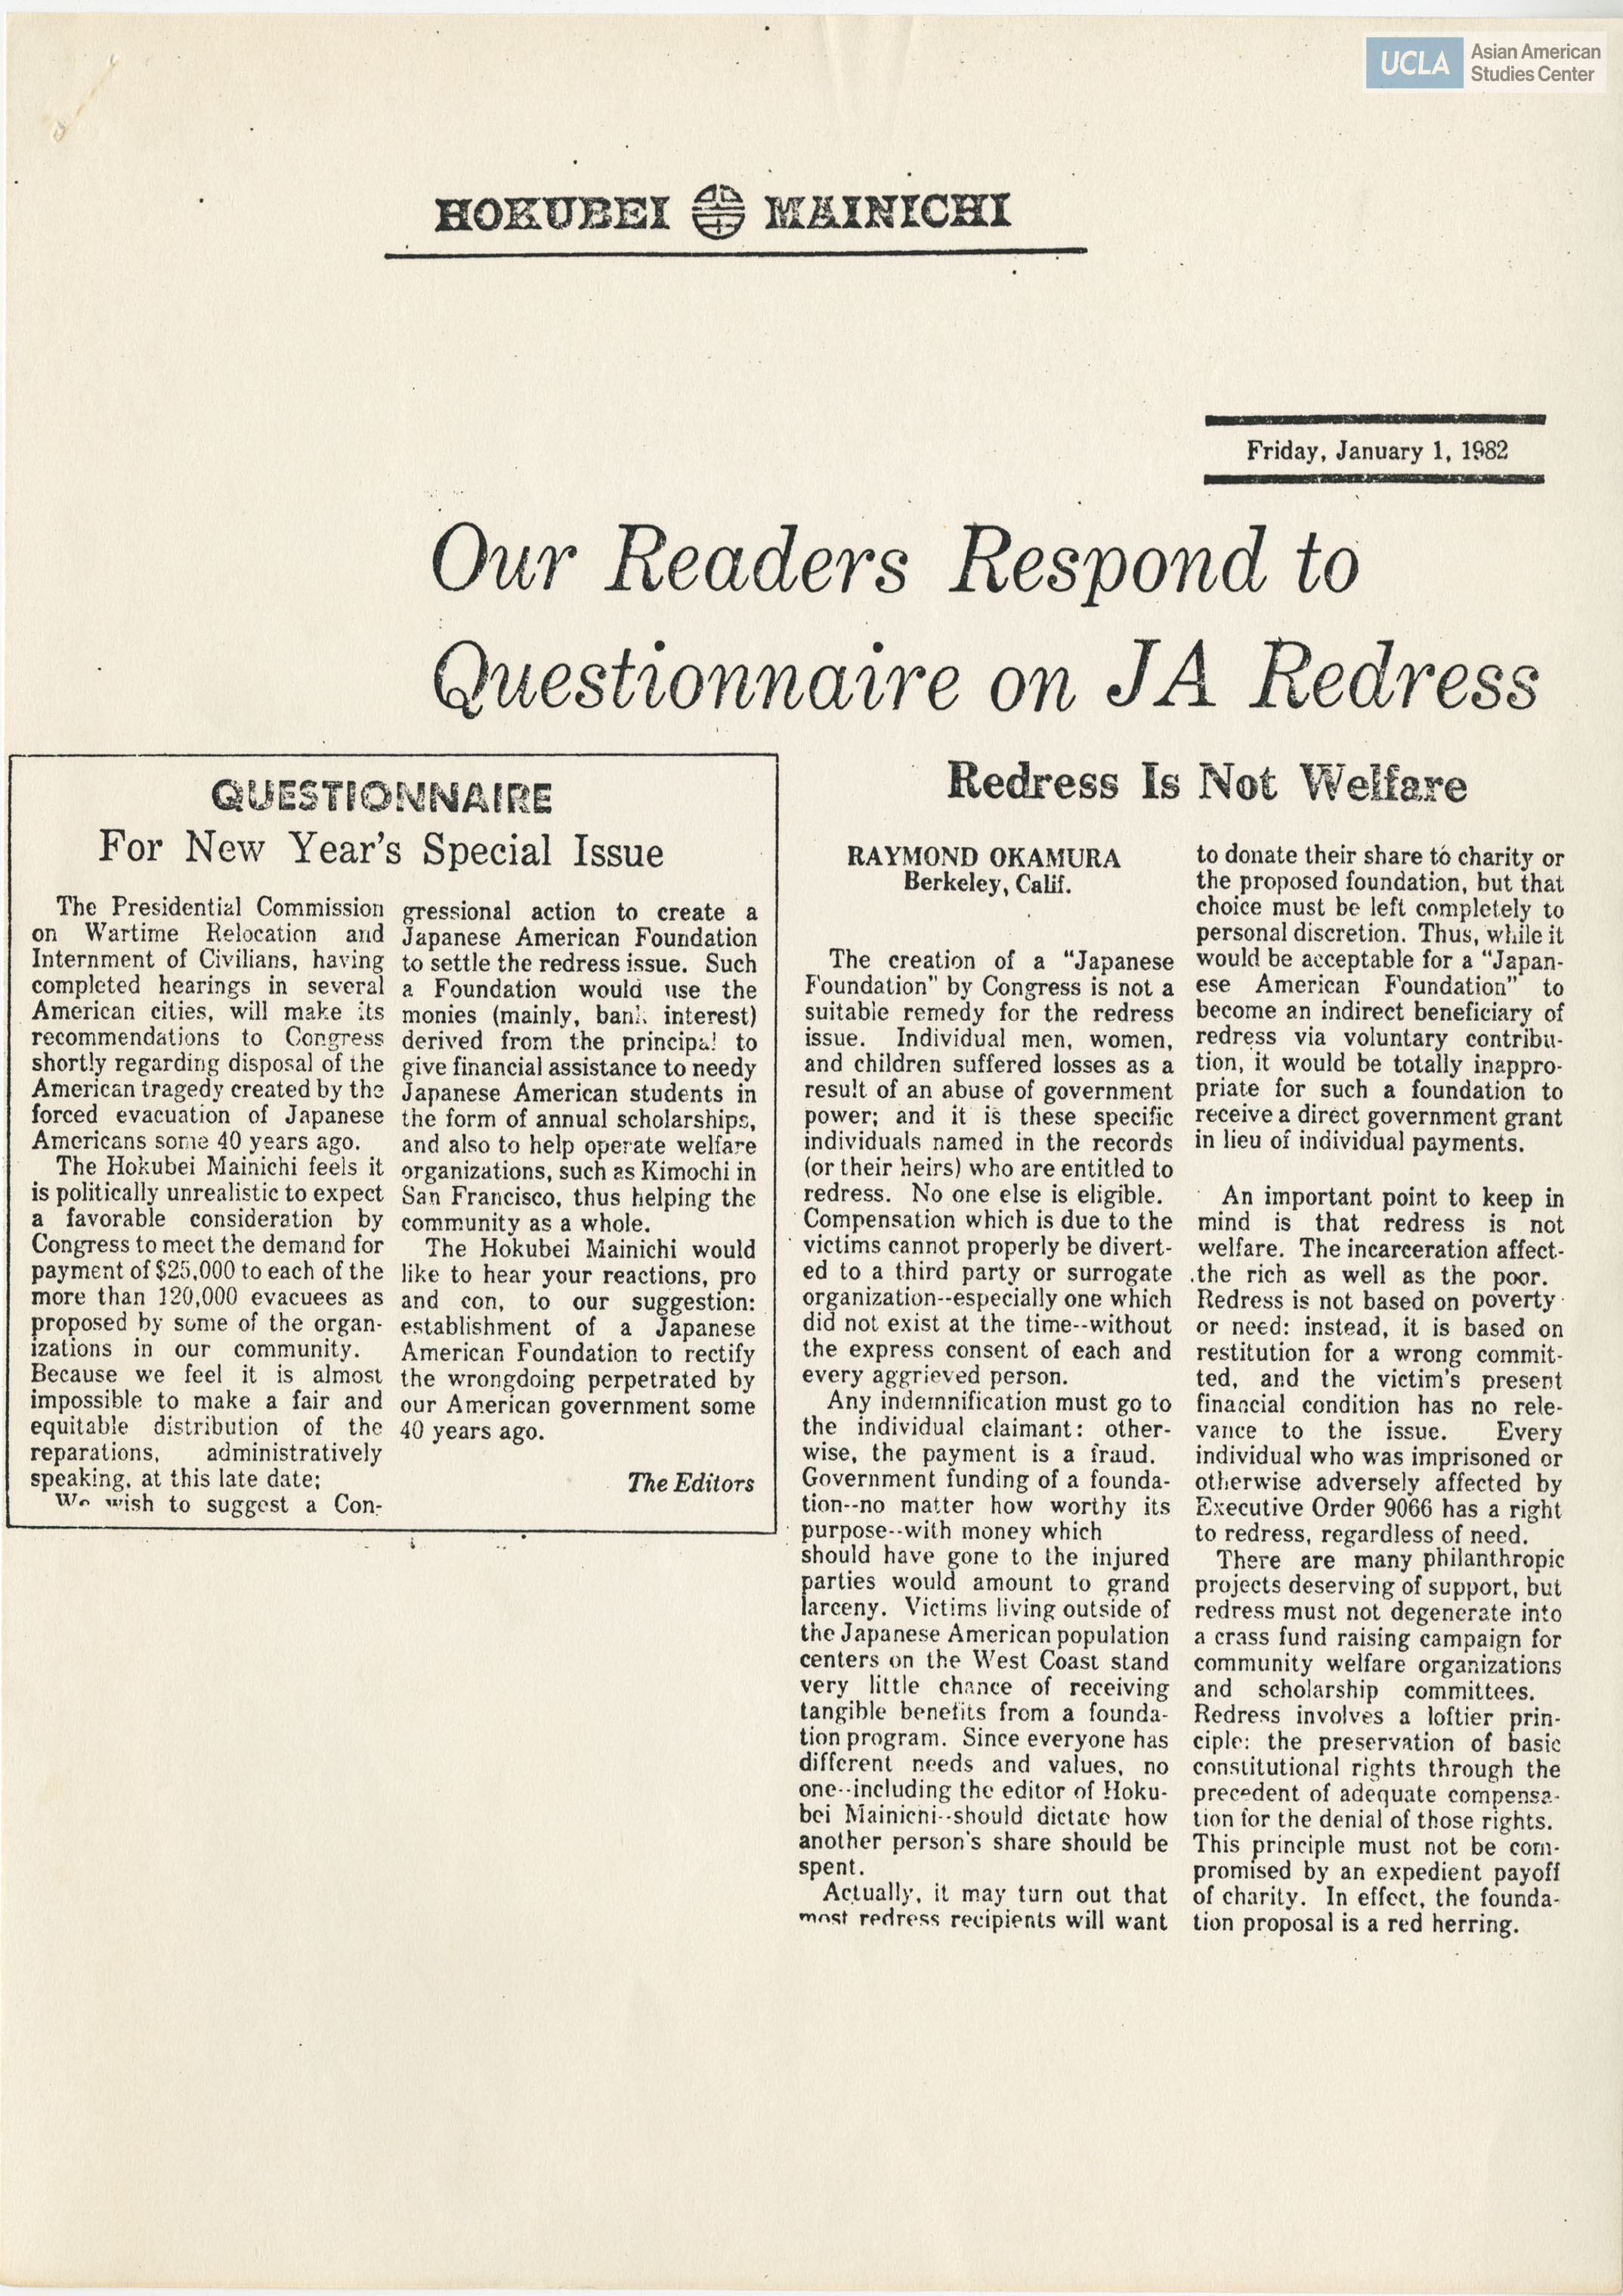 UCLA Asian American
Studies Center
HOKUBEI MAINICHI
Friday, January 1, 1982
Our Readers Respond to
Questionnaire on JA Redress
QUESTIONNAIRE
For New Year's Special Issue
The Presidential Commission
on Wartime Relocation and
Internment of Civilians, having
completed hearings in several
American cities, will make its
recommendations to Congress
shortly regarding disposal of the
American tragedy created by the
forced evacuation of Japanese
Americans some 40 years ago.
The Hokubei Mainichi feels it
is politically unrealistic to expect
a favorable consideration by
Congress to meet the demand for
payment of $25,000 to each of the
more than 120,000 evacuees as
proposed by some of the organ-
izations in our community.
Because we feel it is almost
impossible to make a fair and
equitable distribution of the
reparations, administratively
speaking, at this late date;
We wish to suggest a Con-
gressional action to create a
Japanese American Foundation
to settle the redress issue. Such
a Foundation would use the
monies (mainly, bank interest)
derived from the principal to
give financial assistance to needy
Japanese American students in
the form of annual scholarships,
and also to help operate welfare
organizations, such as Kimochi in
San Francisco, thus helping the
community as a whole.
The Hokubei Mainichi would
like to hear your reactions, pro
and con, to our suggestion:
establishment of a Japanese
American Foundation to rectify
the wrongdoing perpetrated by
our American government some
40 years ago.
The Editors
Redress Is Not Welfare
RAYMOND OKAMURA
Berkeley, Calif.
The creation of a "Japanese
Foundation" by Congress is not a
suitable remedy for the redress
issue. Individual men, women,
and children suffered losses as a
result of an abuse of government
power; and it is these specific
individuals named in the records
(or their heirs) who are entitled to
redress. No one else is eligible.
Compensation which is due to the
victims cannot properly be divert-
ed to a third party or surrogate
organization--especially one which
did not exist at the time--without
the express consent of each and
every aggrieved person.
Any indemnification must go to
the individual claimant: other-
wise, the payment is a fraud.
Government funding of a founda-
tion--no matter how worthy its
purpose--with money which
should have gone to the injured
parties would amount to grand
larceny. Victims living outside of
the Japanese American population
centers on the West Coast stand
very little chance of receiving
tangible benefits from a founda-
tion program. Since everyone has
different needs and values, no
one--including the editor of Hoku-
bei Mainichi--should dictate how
another person's share should be
spent.
Actually, it may turn out that
most redress recipients will want
to donate their share to charity or
the proposed foundation, but that
choice must be left completely to
personal discretion. Thus, while it
would be acceptable for a "Japan-
ese American Foundation" to
become an indirect beneficiary of
redress via voluntary contribu-
tion, it would be totally inappro-
priate for such a foundation to
receive a direct government grant
in lieu of individual payments.
An important point to keep in
mind is that redress is not
welfare. The incarceration affect-
the rich as well as the poor.
Redress is not based on poverty
or need: instead, it is based on
restitution for a wrong commit-
ted, and the victim's present
financial condition has no rele-
vance to the issue. Every
individual who was imprisoned or
otherwise adversely affected by
Executive Order 9066 has a right
to redress, regardless of need.
There are many philanthropic
projects deserving of support, but
redress must not degenerate into
a crass fund raising campaign for
community welfare organizations
and scholarship committees.
Redress involves a loftier prin-
ciple: the preservation of basic
constitutional rights through the
precedent of adequate compensa-
tion for the denial of those rights.
This principle must not be com-
promised by an expedient payoff
of charity. In effect, the founda-
tion proposal is a red herring.